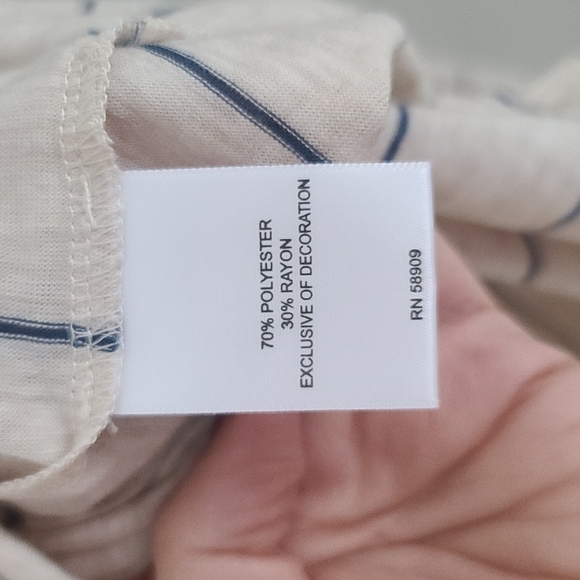 70% POLYESTER
30% RAYON
EXCLUSIVE OF DECORATION
RN 58909